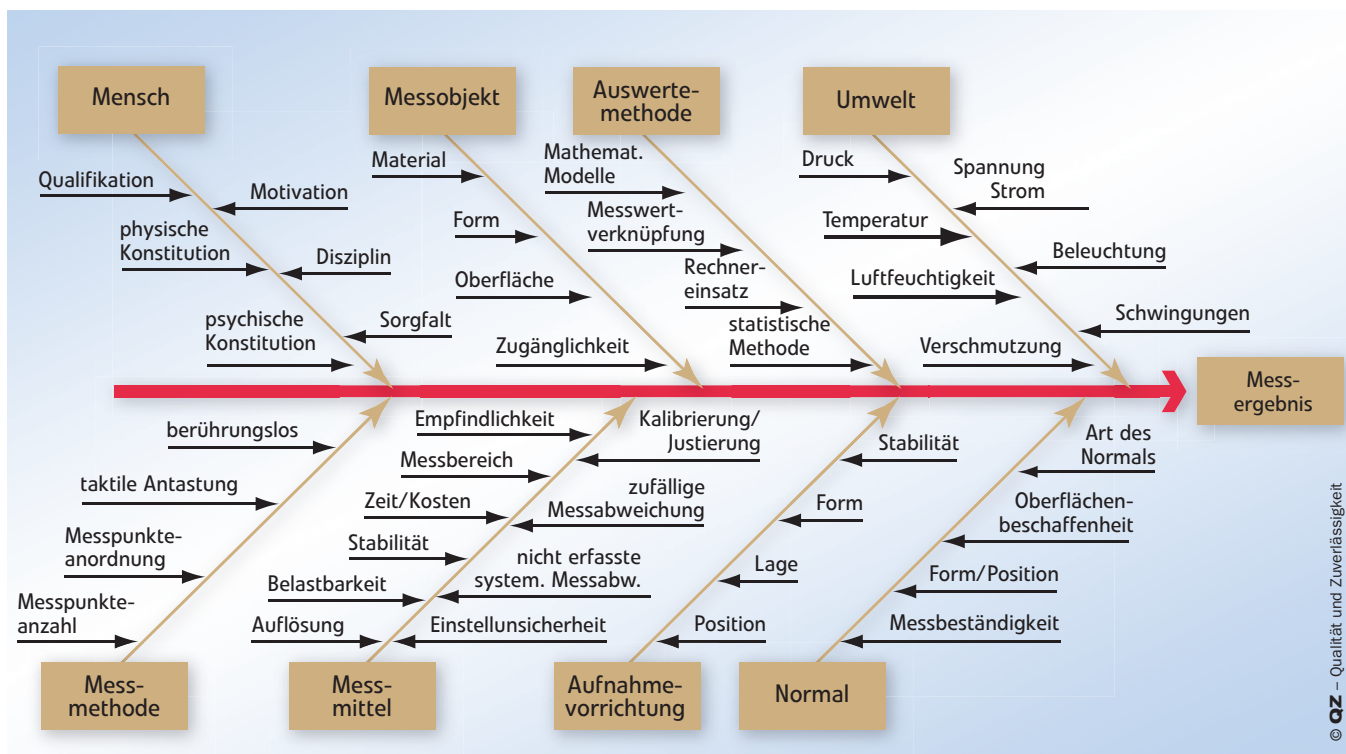 Mensch
Messobjekt
Auswerte-
methode
Umwelt
Qualifikation
Motivation
physische
Konstitution
Disziplin
psychische
Konstitution
Sorgfalt
Material
Form
Oberfläche
Zugänglichkeit
Mathemat.
Modelle
Messwert-
verknüpfung
Rechner-
einsatz
statistische
Methode
Druck
Spannung
Strom
Temperatur
Beleuchtung
Luftfeuchtigkeit
Schwingungen
Verschmutzung
Mess-
ergebnis
berührungslos
taktile Antastung
Messpunkte-
anordnung
Messpunkte-
anzahl
Empfindlichkeit
Kalibrierung/
Justierung
Messbereich
Zeit/Kosten
zufällige
Messabweichung
Stabilität
nicht erfasste
system. Messabw.
Belastbarkeit
Auflösung
Einstellunsicherheit
Stabilität
Form
Lage
Position
Art des
Normals
Oberflächen-
beschaffenheit
Form/Position
Messbeständigkeit
Mess-
methode
Mess-
mittel
Aufnahme-
vorrichtung
Normal
© QZ – Qualität und Zuverlässigkeit